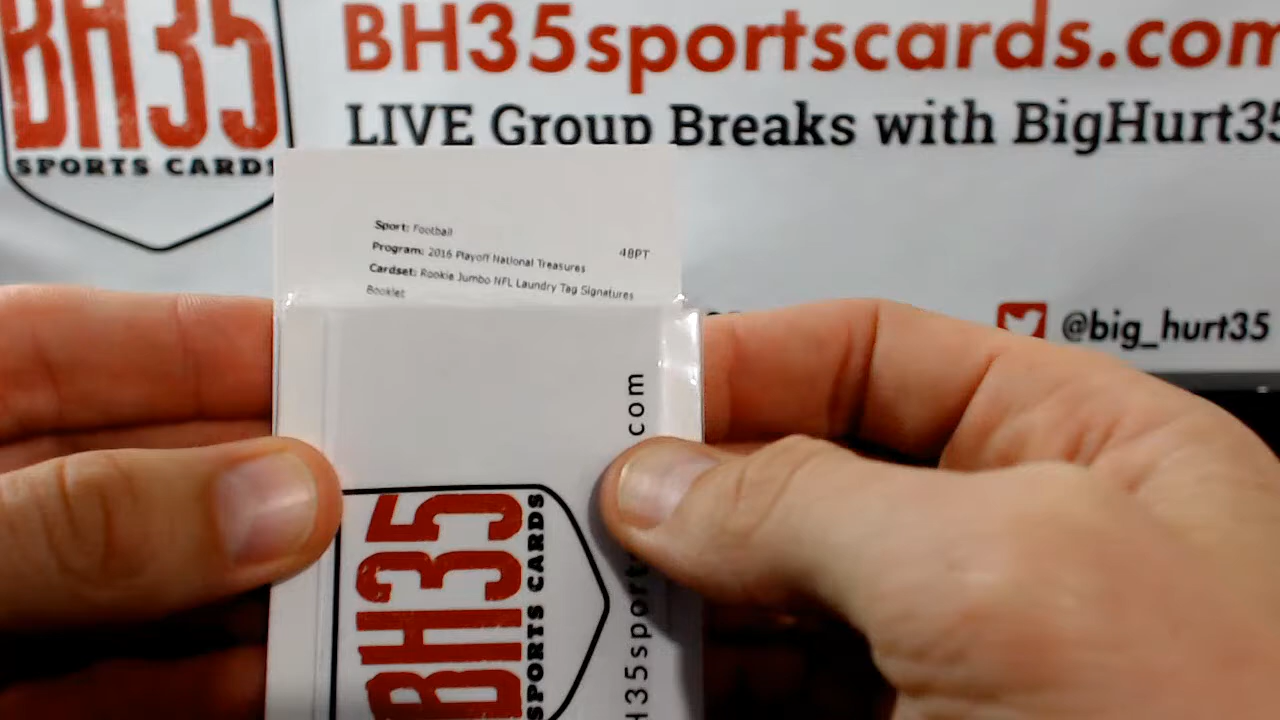 BH35
SPORTS CARDS
BH35sportscards.com
LIVE Group Breaks with BigHurt35
@big_hurt35
Sport: Football
Program: 2016 Playoff National Treasures
48PT
Cardset: Rookie Jumbo NFL Laundry Tag Signatures
Booklet
BH35
SPORTS CARDS
H35sport
com